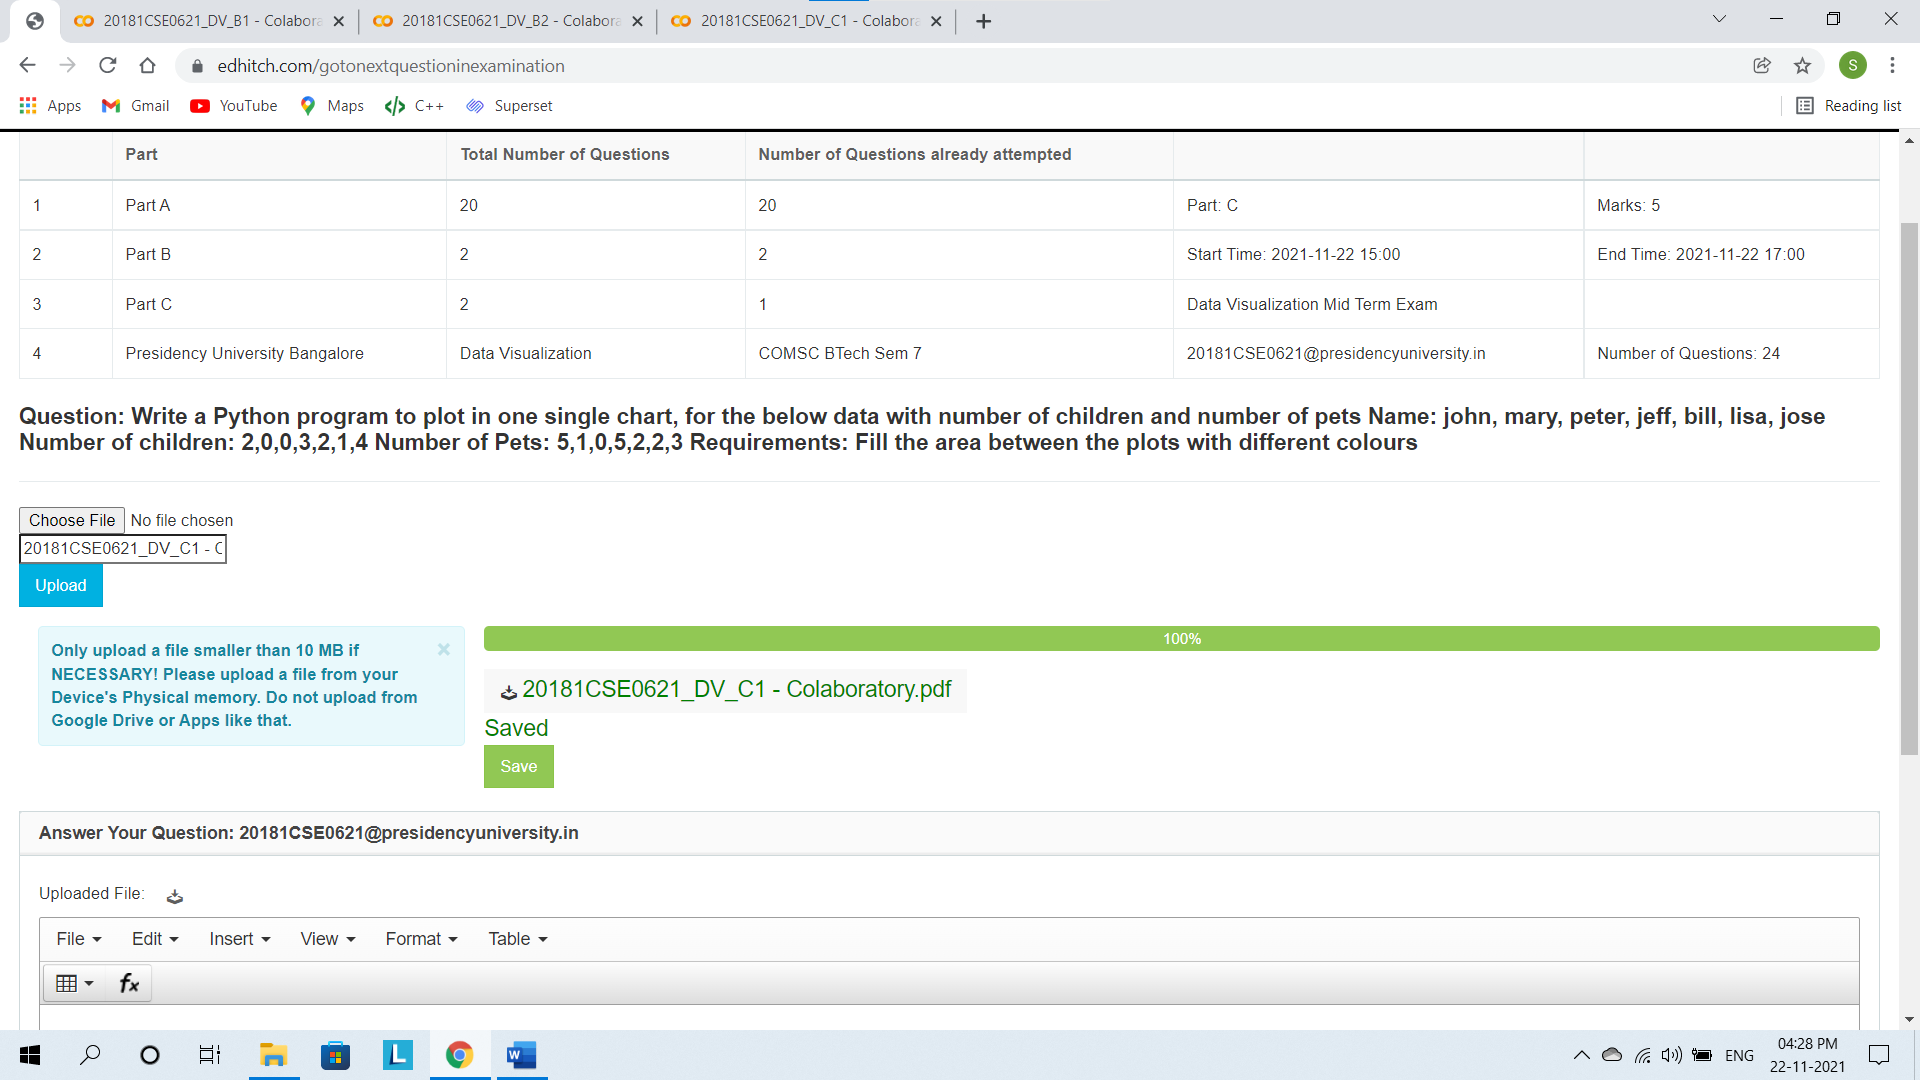 20181CSE0621_DV_B1 - Colabora
20181CSE0621_DV_B2 - Colabora
20181CSE0621_DV_C1 - Colabora
edhitch.com/gotonextquestioninexamination
S
Apps Gmail YouTube Maps C++ Superset Reading list
Part Total Number of Questions Number of Questions already attempted
1 Part A 20 20 Part: C Marks: 5
2 Part B 2 2 Start Time: 2021-11-22 15:00 End Time: 2021-11-22 17:00
3 Part C 2 1 Data Visualization Mid Term Exam
4 Presidency University Bangalore Data Visualization COMSC BTech Sem 7 20181CSE0621@presidencyuniversity.in Number of Questions: 24
Question: Write a Python program to plot in one single chart, for the below data with number of children and number of pets Name: john, mary, peter, jeff, bill, lisa, jose
Number of children: 2,0,0,3,2,1,4 Number of Pets: 5,1,0,5,2,2,3 Requirements: Fill the area between the plots with different colours
Choose File No file chosen
20181CSE0621_DV_C1 - C
Upload
Only upload a file smaller than 10 MB if
NECESSARY! Please upload a file from your
Device's Physical memory. Do not upload from
Google Drive or Apps like that.
×
100%
20181CSE0621_DV_C1 - Colaboratory.pdf
Saved
Save
Answer Your Question: 20181CSE0621@presidencyuniversity.in
Uploaded File:
File Edit Insert View Format Table
fx
L
W
ENG
04:28 PM
22-11-2021